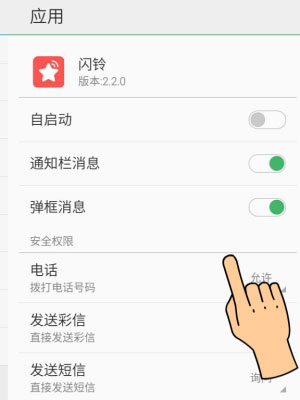 应用
闪铃
版本:2.2.0
自启动
通知栏消息
弹框消息
安全权限
电话
允许
拨打电话号码
发送彩信
直接发送彩信
发送短信
询问
直接发送短信